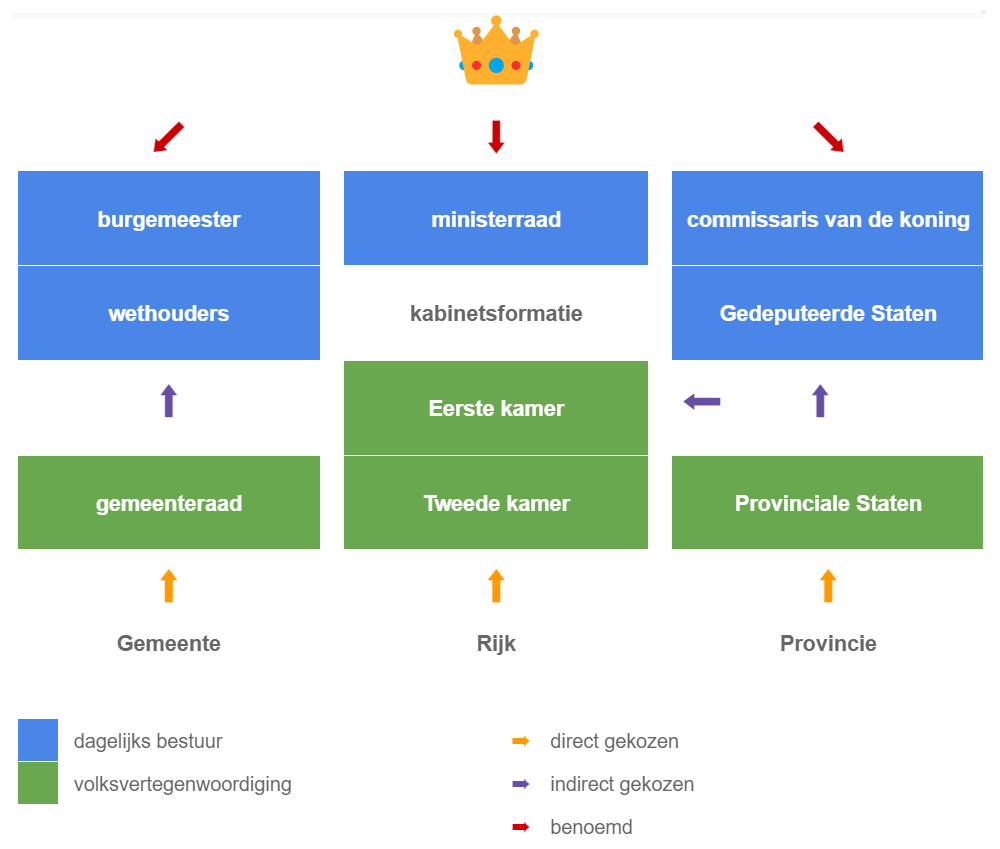 burgemeester
ministerraad
commissaris van de koning
wethouders
kabinetsformatie
Gedeputeerde Staten
Eerste kamer
gemeenteraad
Tweede kamer
Provinciale Staten
Gemeente
Rijk
Provincie
dagelijks bestuur
volksvertegenwoordiging
direct gekozen
indirect gekozen
benoemd